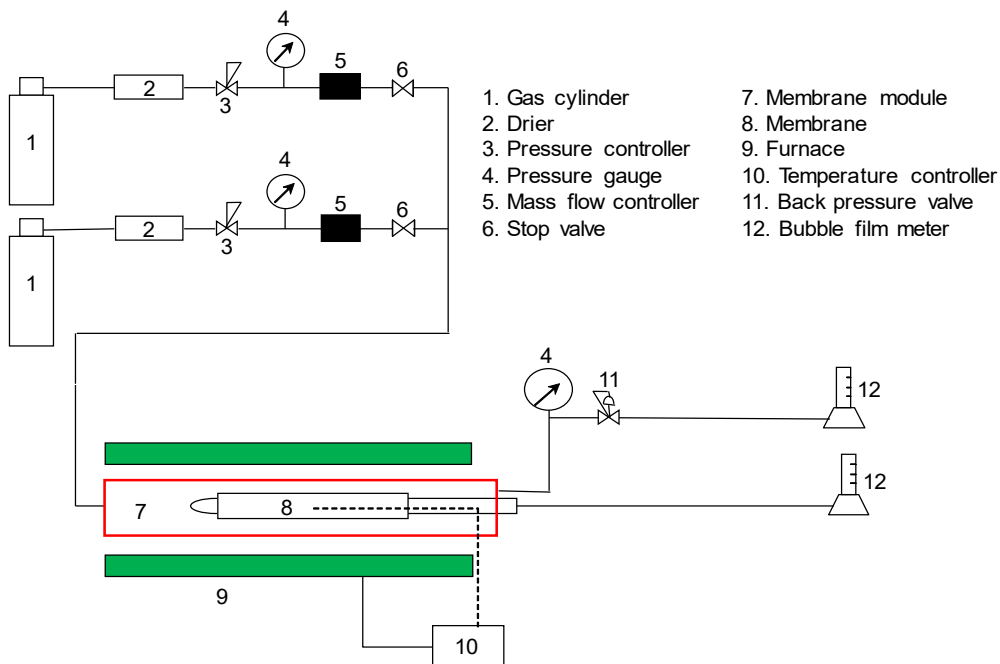 4
5
6
2
3
1
1. Gas cylinder
2. Drier
3. Pressure controller
4. Pressure gauge
5. Mass flow controller
6. Stop valve
7. Membrane module
8. Membrane
9. Furnace
10. Temperature controller
11. Back pressure valve
12. Bubble film meter
4
5
6
2
3
1
4
11
12
12
7
8
9
10